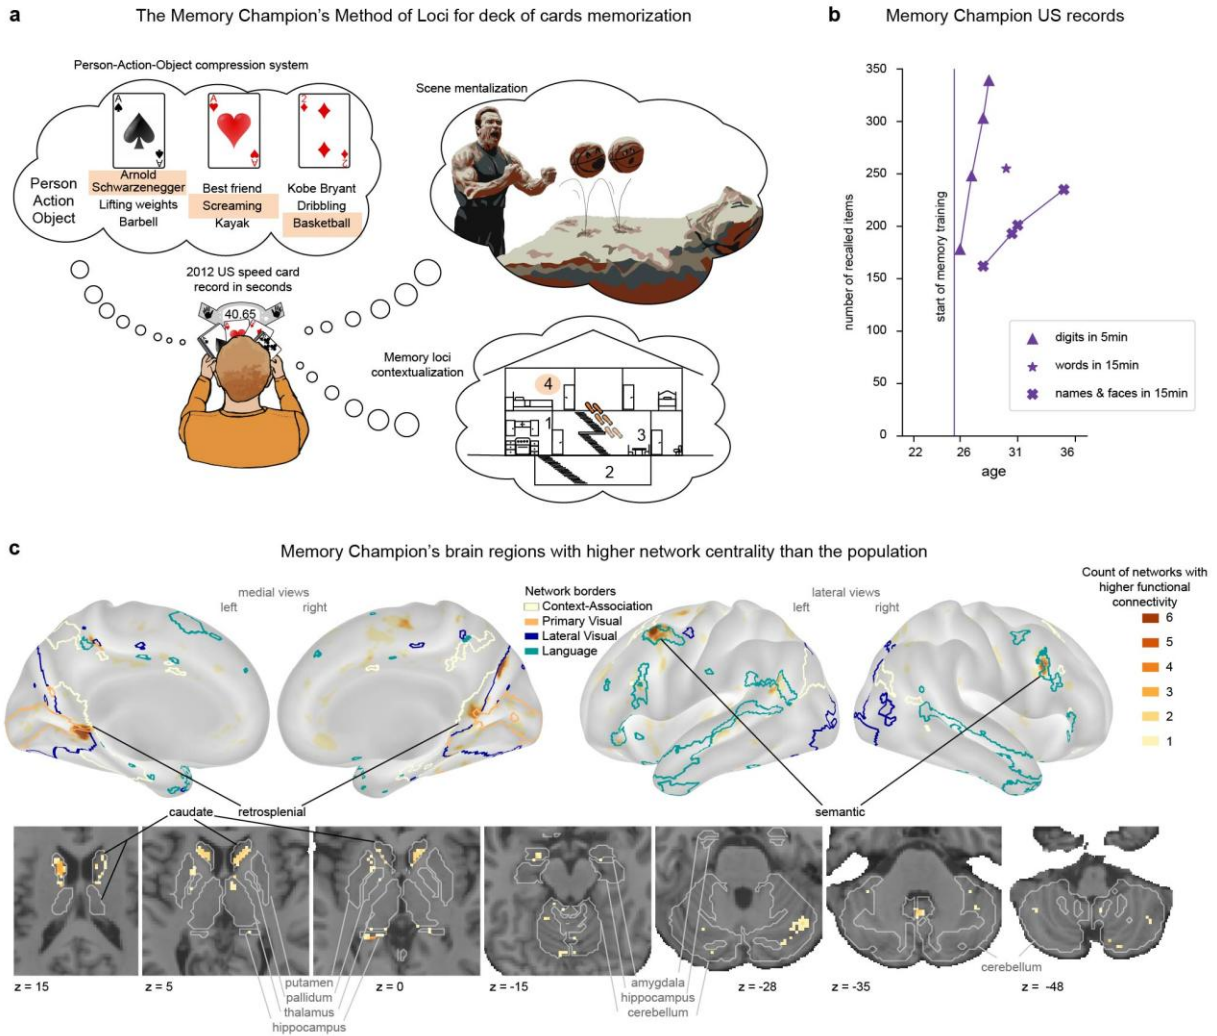 a
The Memory Champion's Method of Loci for deck of cards memorization
Person-Action-Object compression system
A
A
A
A
2
2
Person
Action
Object
Arnold
Schwarzenegger
Lifting weights
Barbell
Best friend
Screaming
Kayak
Kobe Bryant
Dribbling
Basketball
2012 US speed card
record in seconds
40.65
Scene mentalization
Memory loci
contextualization
4
1
3
2
b
Memory Champion US records
number of recalled items
350
300
250
200
150
100
50
0
start of memory training
digits in 5min
words in 15min
names & faces in 15min
22
26
31
36
age
c
Memory Champion's brain regions with higher network centrality than the population
medial views
left
right
Network borders
Context-Association
Primary Visual
Lateral Visual
Language
lateral views
left
right
Count of networks with
higher functional
connectivity
6
5
4
3
2
1
caudate
retrosplenial
semantic
z = 15
z = 5
z = 0
z = -15
z = -28
z = -35
z = -48
putamen
pallidum
thalamus
hippocampus
amygdala
hippocampus
cerebellum
cerebellum